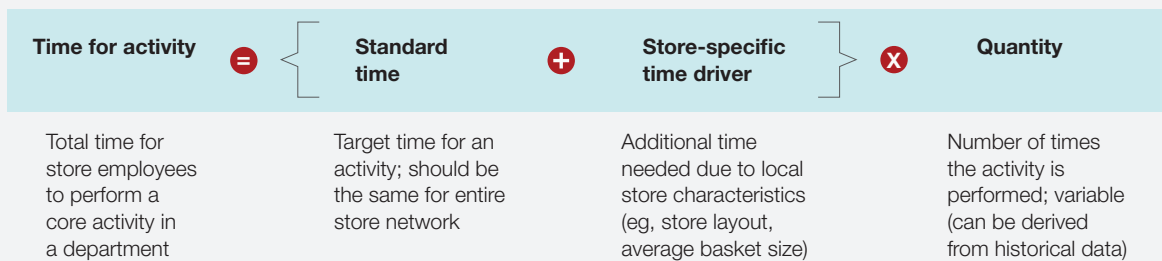 Time for activity
=
Standard
time
+
Store-specific
time driver
X
Quantity
Total time for
store employees
to perform a
core activity in
a department
Target time for an
activity; should be
the same for entire
store network
Additional time
needed due to local
store characteristics
(eg, store layout,
average basket size)
Number of times
the activity is
performed; variable
(can be derived
from historical data)